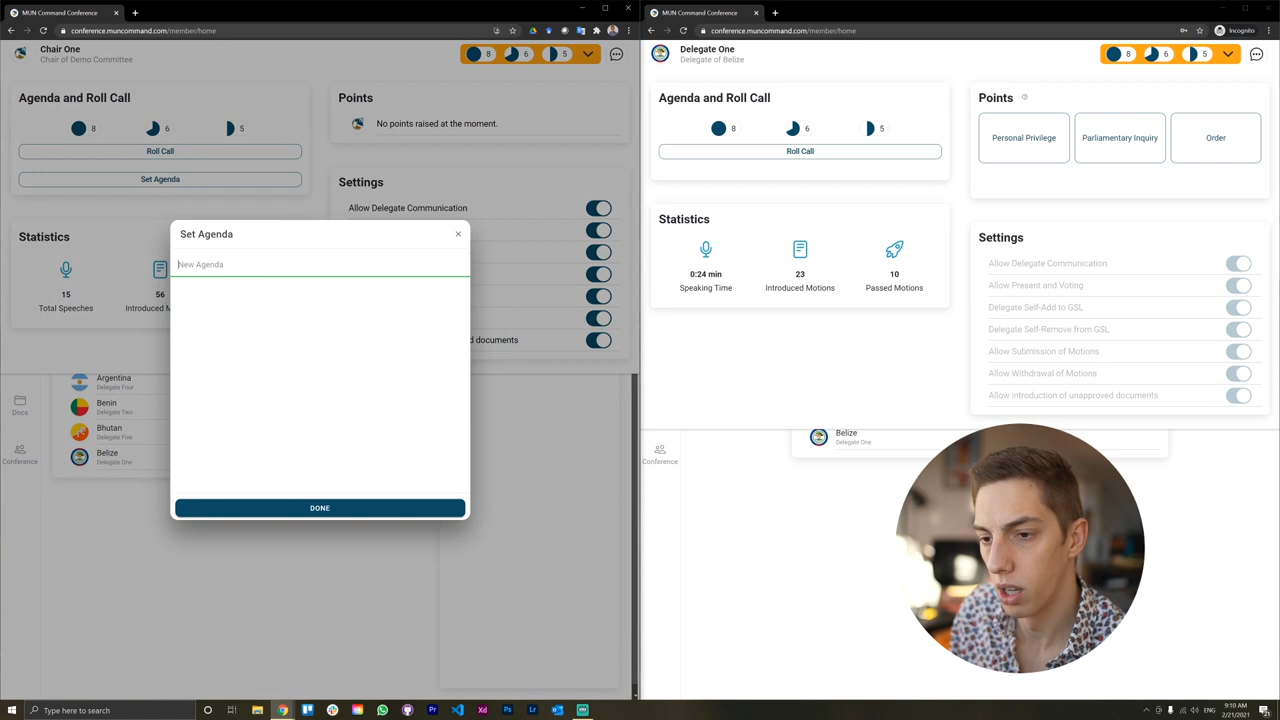 MUN Command Conference
conference.muncommand.com/member/home
Chair One
Chair of Demo Committee
8
6
5
Agenda and Roll Call
8
6
5
Roll Call
Set Agenda
Points
No points raised at the moment.
Settings
Allow Delegate Communication
d documents
Statistics
15
Total Speeches
56
Introduced M
Set Agenda
New Agenda
DONE
Docs
Conference
Argentina
Delegate Four
Benin
Delegate Two
Bhutan
Delegate Five
Belize
Delegate One
MUN Command Conference
conference.muncommand.com/member/home
Incognito
Delegate One
Delegate of Belize
8
6
5
Agenda and Roll Call
8
6
5
Roll Call
Statistics
0:24 min
Speaking Time
23
Introduced Motions
10
Passed Motions
Points
Personal Privilege
Parliamentary Inquiry
Order
Settings
Allow Delegate Communication
Allow Present and Voting
Delegate Self-Add to GSL
Delegate Self-Remove from GSL
Allow Submission of Motions
Allow Withdrawal of Motions
Allow introduction of unapproved documents
Conference
Belize
Delegate One
Type here to search
ENG
9:10 AM
2/21/2021